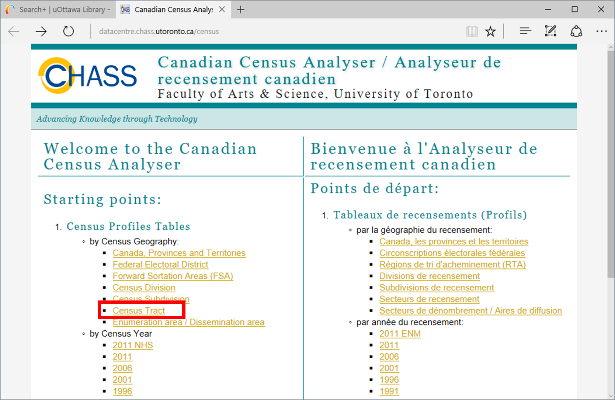 Search+ | uOttawa Library -
Canadian Census Analys
datacentre.chass.utoronto.ca/census
CHASS
Canadian Census Analyser / Analyseur de
recensement canadien
Faculty of Arts & Science, University of Toronto
Advancing Knowledge through Technology
Welcome to the Canadian
Census Analyser
Starting points:
1. Census Profiles Tables
by Census Geography:
Canada, Provinces and Territories
Federal Electoral District
Forward Sortation Areas (FSA)
Census Division
Census Subdivision
Census Tract
Enumeration area / Dissemination area
by Census Year
2011 NHS
2011
2006
2001
1996
Bienvenue à l'Analyseur de
recensement canadien
Points de départ:
1. Tableaux de recensements (Profils)
par la géographie du recensement:
Canada, les provinces et les territoires
Circonscriptions électorales fédérales
Régions de tri d'acheminement (RTA)
Divisions de recensement
Subdivisions de recensement
Secteurs de recensement
Secteurs de dénombrement / Aires de diffusion
par année du recensement:
2011 ENM
2011
2006
2001
1996
1991